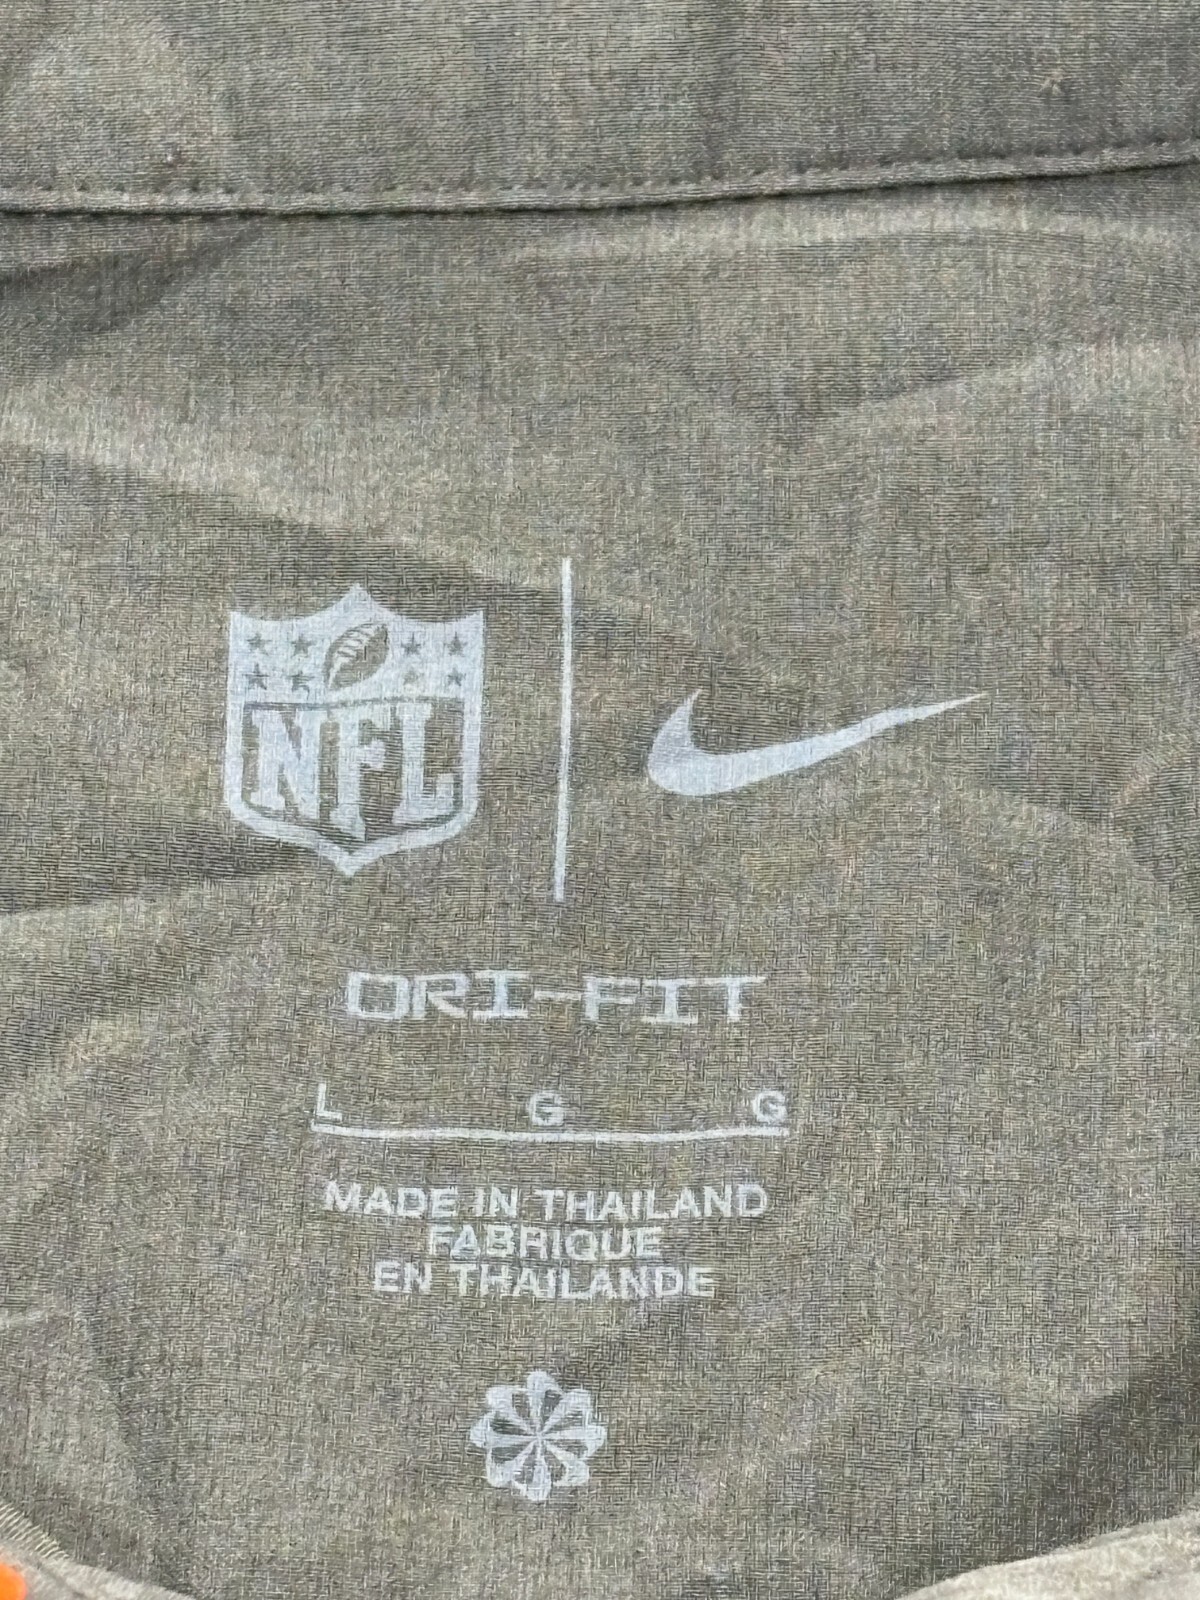 NFL
DRI-FIT
L G G
MADE IN THAILAND
FABRIQUE
EN THAILANDE